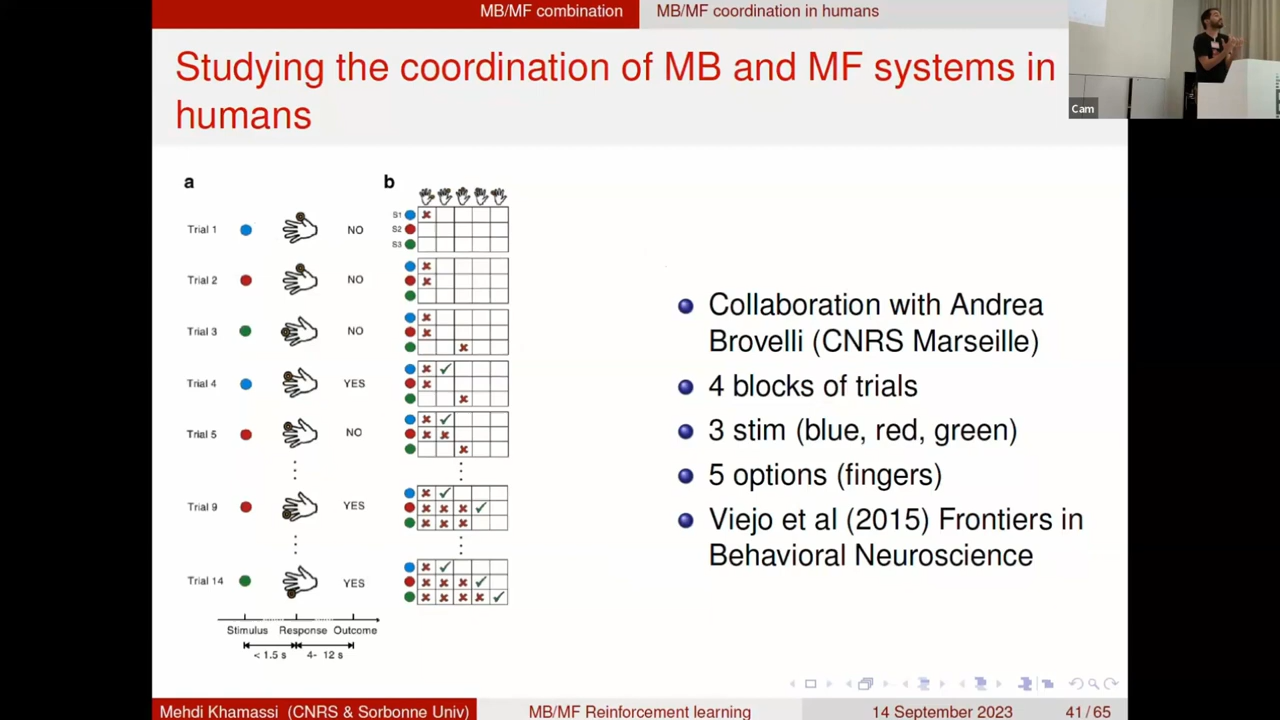 MB/MF combination
MB/MF coordination in humans
Studying the coordination of MB and MF systems in
humans
Cam
a
b
Trial 1
NO
S1
S2
S3
Trial 2
NO
Trial 3
NO
Trial 4
YES
Trial 5
NO
Trial 9
YES
Trial 14
YES
Stimulus
Response
Outcome
< 1.5 s
4- 12 s
Collaboration with Andrea
Brovelli (CNRS Marseille)
4 blocks of trials
3 stim (blue, red, green)
5 options (fingers)
Viejo et al (2015) Frontiers in
Behavioral Neuroscience
Mehdi Khamassi (CNRS & Sorbonne Univ)
MB/MF Reinforcement learning
14 September 2023
41 / 65